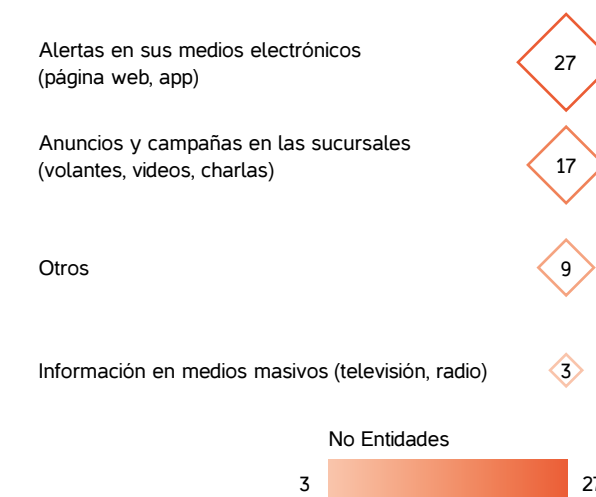 Alertas en sus medios electrónicos
(página web, app)
27
Anuncios y campañas en las sucursales
(volantes, videos, charlas)
17
Otros
9
Información en medios masivos (televisión, radio)
3
No Entidades
3
27